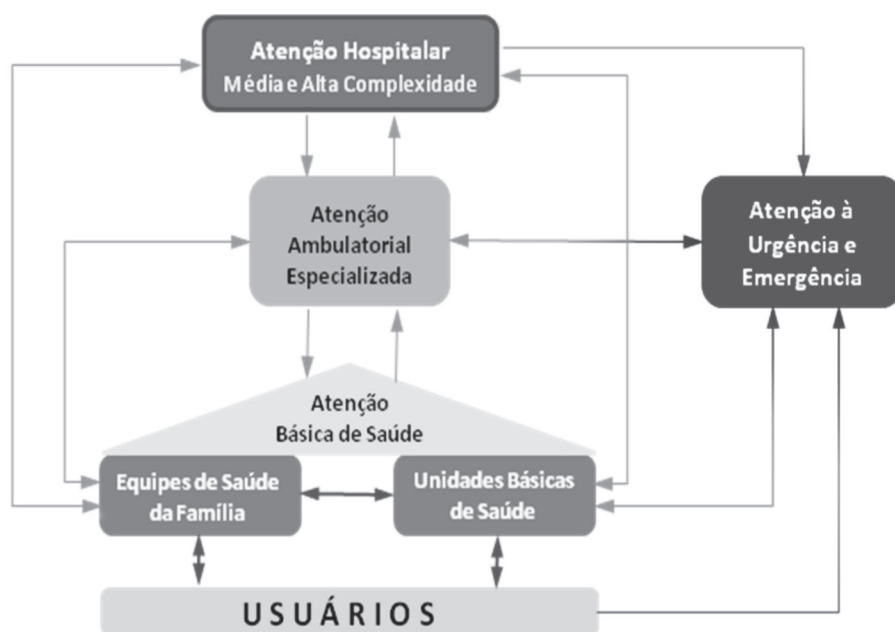 Atenção Hospitalar
Média e Alta Complexidade
Atenção
Ambulatorial
Especializada
Atenção à
Urgência e
Emergência
Atenção
Básica de Saúde
Equipes de Saúde
da Família
Unidades Básicas
de Saúde
USUÁRIOS